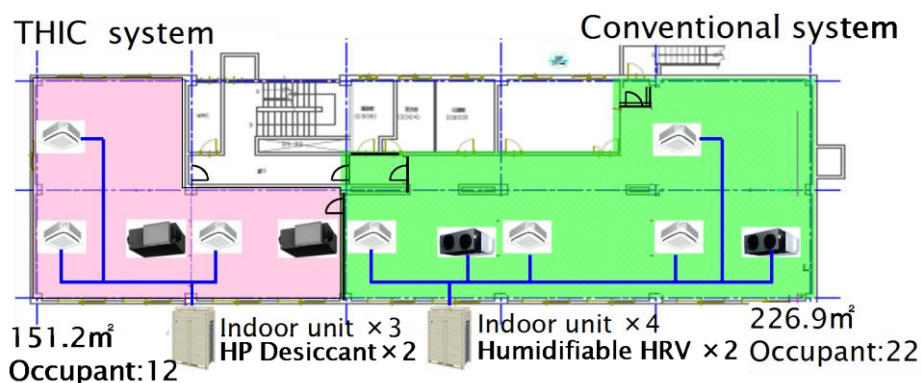 THIC system
Conventional system
151.2㎡
Occupant:12
Indoor unit ×3
HP Desiccant×2
Indoor unit ×4
Humidifiable HRV ×2
226.9㎡
Occupant:22